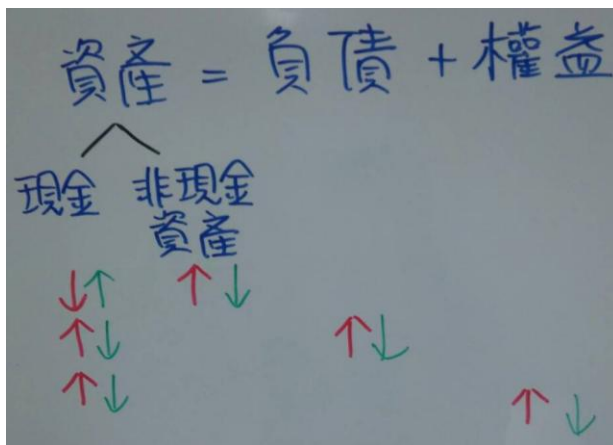 資產 = 負債 + 權益
現金 非現金
資產
↓↑ ↑↓
↑↓ ↑↓
↑↓ ↑↓